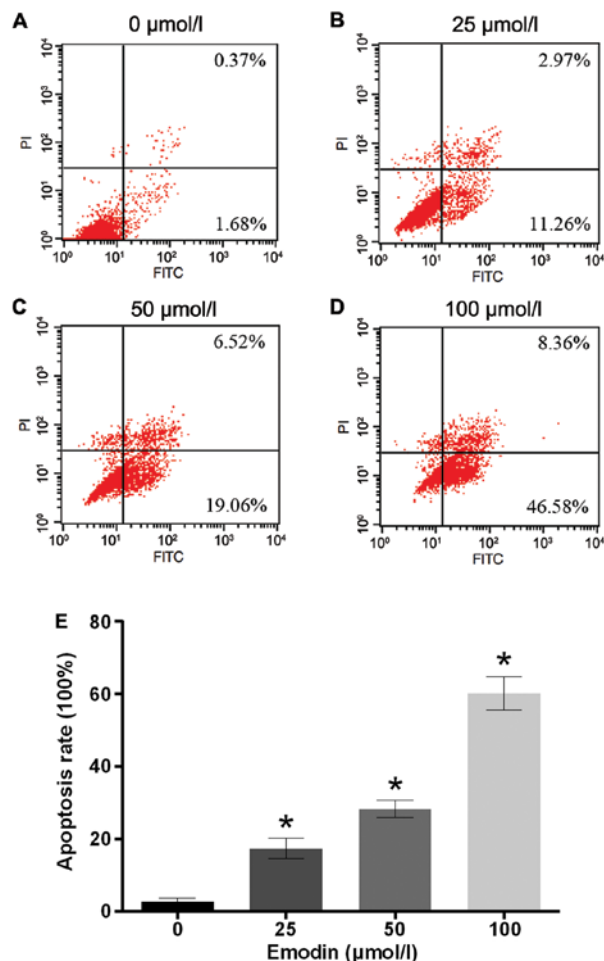 A
0 µmol/l
0.37%
1.68%
PI
10⁴
10³
10²
10¹
10⁰
10⁰ 10¹ 10² 10³ 10⁴
FITC
B
25 µmol/l
2.97%
11.26%
PI
10⁴
10³
10²
10¹
10⁰
10⁰ 10¹ 10² 10³ 10⁴
FITC
C
50 µmol/l
6.52%
19.06%
PI
10⁴
10³
10²
10¹
10⁰
10⁰ 10¹ 10² 10³ 10⁴
FITC
D
100 µmol/l
8.36%
46.58%
PI
10⁴
10³
10²
10¹
10⁰
10⁰ 10¹ 10² 10³ 10⁴
FITC
E
Apoptosis rate (100%)
80
60
40
20
0
* * *
0 25 50 100
Emodin (µmol/l)